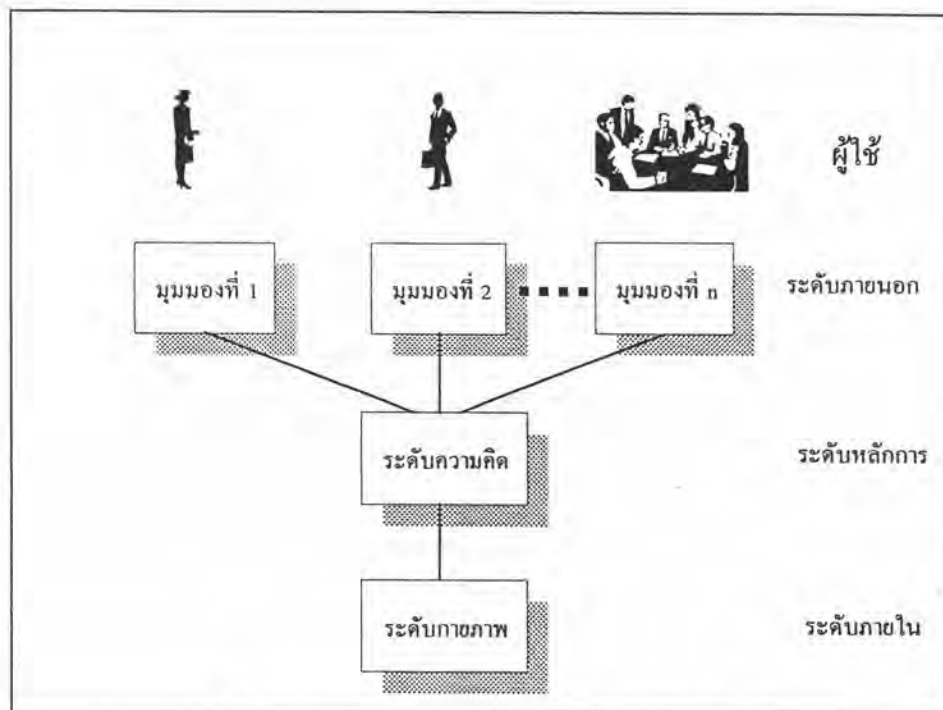 ผู้ใช้
มุมมองที่ 1
มุมมองที่ 2
มุมมองที่ n
ระดับภายนอก
ระดับความคิด
ระดับหลักการ
ระดับกายภาพ
ระดับภายใน